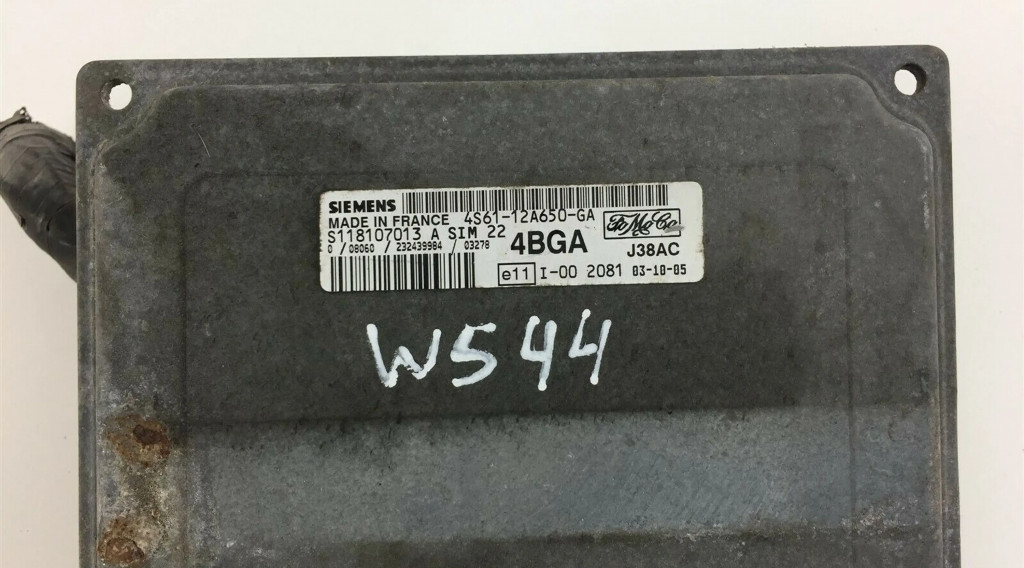 SIEMENS
MADE IN FRANCE 4S61-12A650-GA
S118107013 A SIM 22
0 / 08060 / 232439984 / 03278
4BGA
FoMoCo
J38AC
e11 I-00 2081 03-10-05
W544